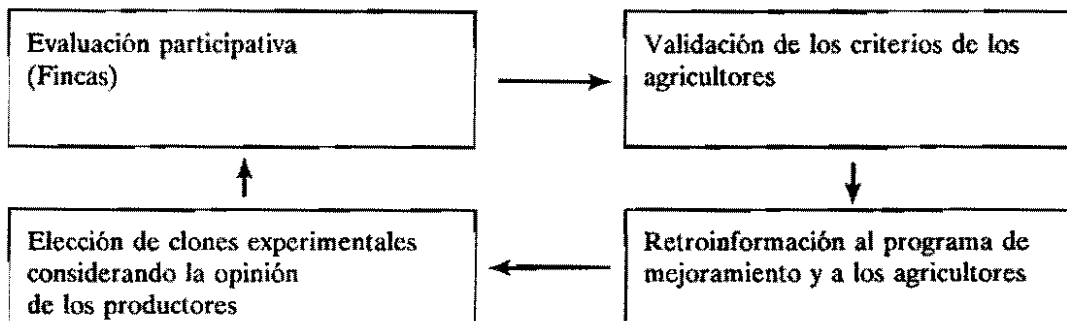 Evaluación participativa
(Fincas)
Validación de los criterios de los
agricultores
Elección de clones experimentales
considerando la opinión
de los productores
Retroinformación al programa de
mejoramiento y a los agricultores